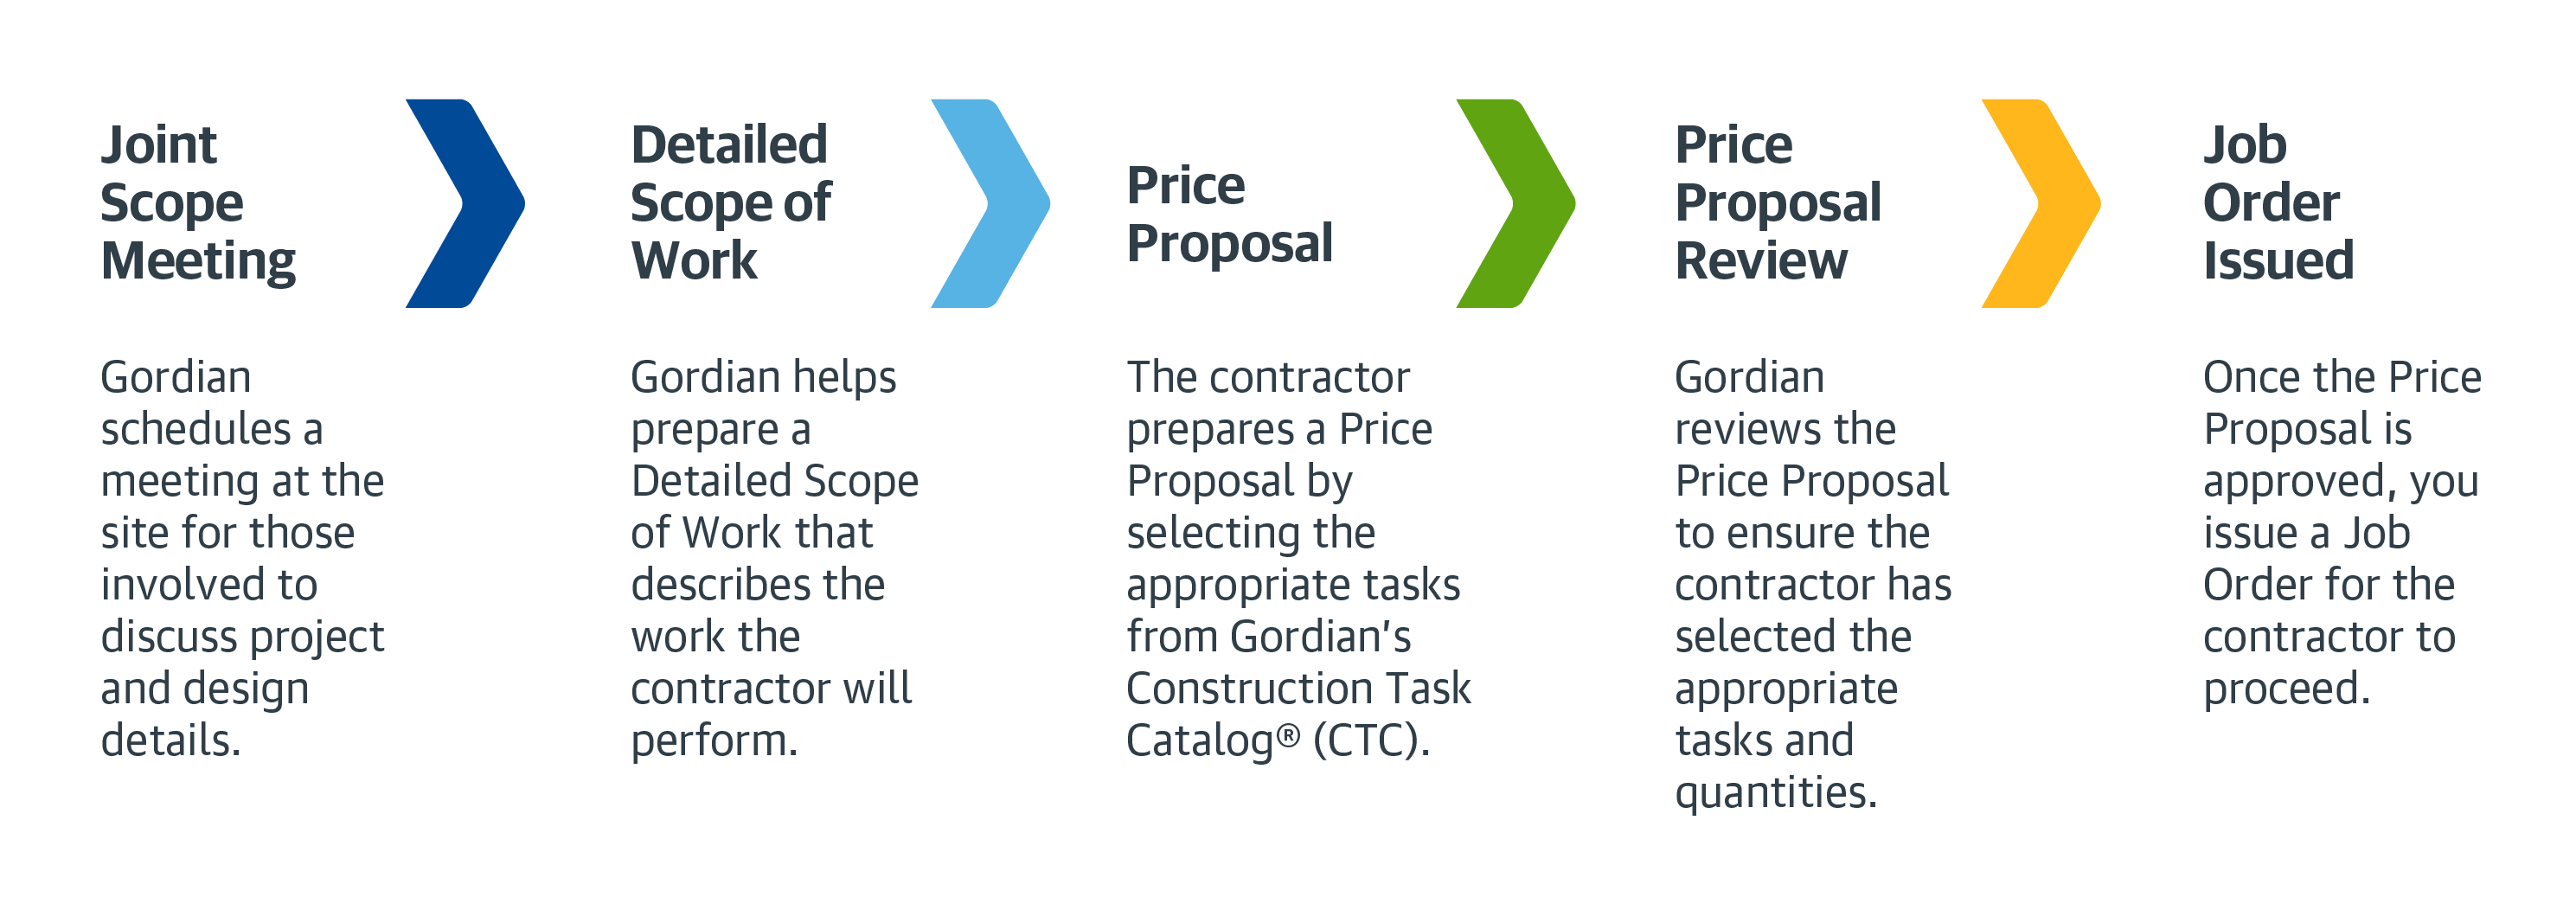 Joint
Scope
Meeting
Gordian
schedules a
meeting at the
site for those
involved to
discuss project
and design
details.
Detailed
Scope of
Work
Gordian helps
prepare a
Detailed Scope
of Work that
describes the
work the
contractor will
perform.
Price
Proposal
The contractor
prepares a Price
Proposal by
selecting the
appropriate tasks
from Gordian’s
Construction Task
Catalog® (CTC).
Price
Proposal
Review
Gordian
reviews the
Price Proposal
to ensure the
contractor has
selected the
appropriate
tasks and
quantities.
Job
Order
Issued
Once the Price
Proposal is
approved, you
issue a Job
Order for the
contractor to
proceed.